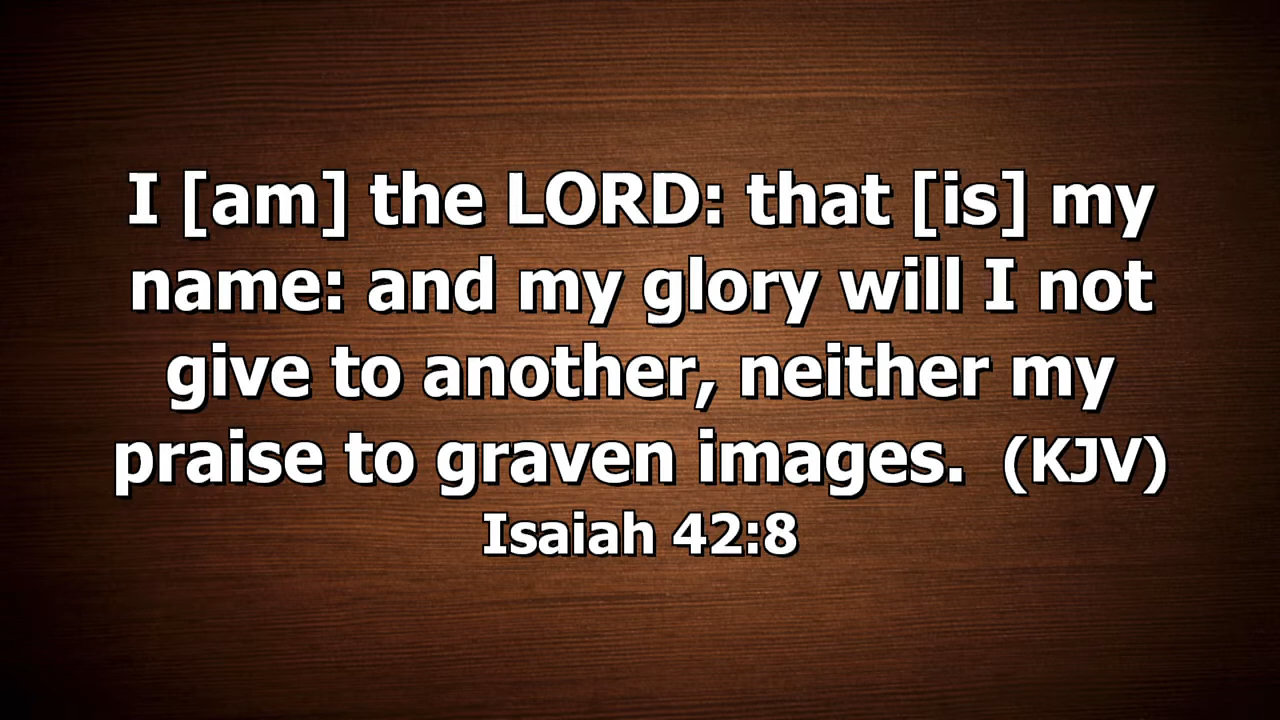 I [am] the LORD: that [is] my
name: and my glory will I not
give to another, neither my
praise to graven images. (KJV)
Isaiah 42:8